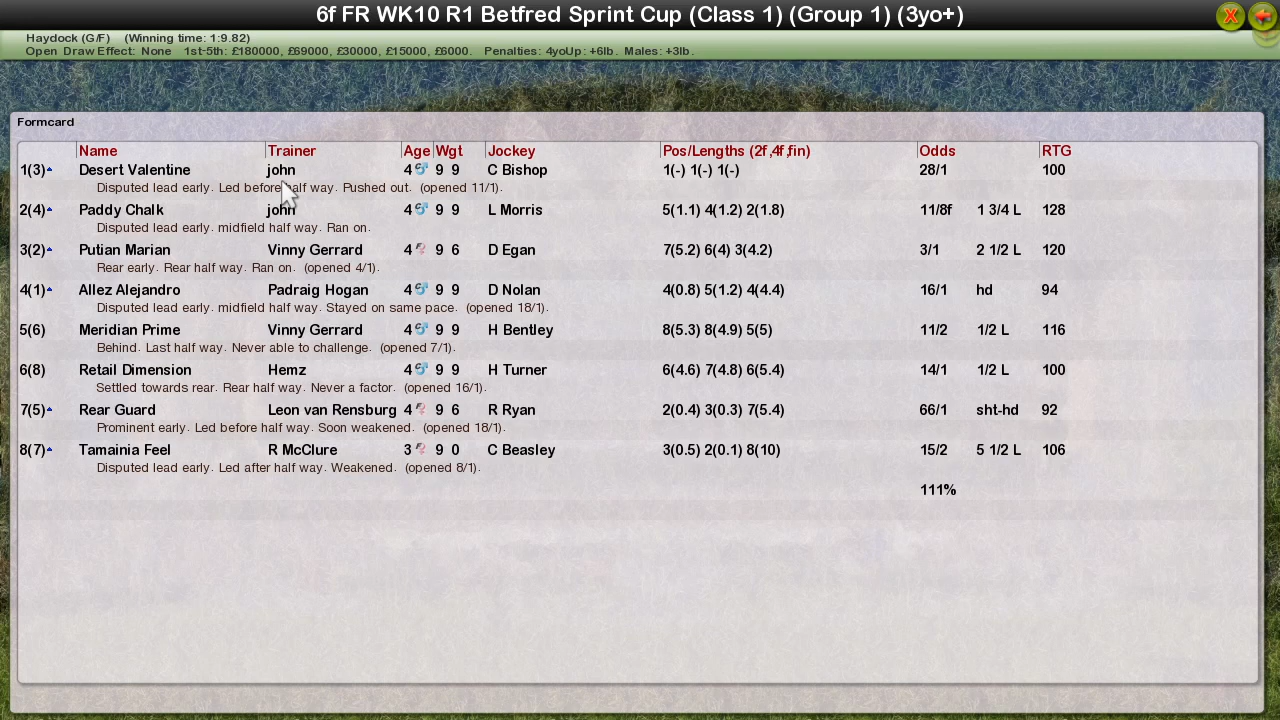 6f FR WK10 R1 Betfred Sprint Cup (Class 1) (Group 1) (3yo+)
Haydock (G/F) (Winning time: 1:9.82)
Open Draw Effect: None 1st-5th: £180000, £69000, £30000, £15000, £6000. Penalties: 4yoUp: +6lb. Males: +3lb.
Formcard
Name Trainer Age Wgt Jockey Pos/Lengths (2f,4f,fin) Odds RTG
1(3) Desert Valentine john 4 9 9 C Bishop 1(-) 1(-) 1(-) 28/1 100
Disputed lead early. Led before half way. Pushed out. (opened 11/1).
2(4) Paddy Chalk john 4 9 9 L Morris 5(1.1) 4(1.2) 2(1.8) 11/8f 1 3/4 L 128
Disputed lead early. midfield half way. Ran on.
3(2) Putian Marian Vinny Gerrard 4 9 6 D Egan 7(5.2) 6(4) 3(4.2) 3/1 2 1/2 L 120
Rear early. Rear half way. Ran on. (opened 4/1).
4(1) Allez Alejandro Padraig Hogan 4 9 9 D Nolan 4(0.8) 5(1.2) 4(4.4) 16/1 hd 94
Disputed lead early. midfield half way. Stayed on same pace. (opened 18/1).
5(6) Meridian Prime Vinny Gerrard 4 9 9 H Bentley 8(5.3) 8(4.9) 5(5) 11/2 1/2 L 116
Behind. Last half way. Never able to challenge. (opened 7/1).
6(8) Retail Dimension Hemz 4 9 9 H Turner 6(4.6) 7(4.8) 6(5.4) 14/1 1/2 L 100
Settled towards rear. Rear half way. Never a factor. (opened 16/1).
7(5) Rear Guard Leon van Rensburg 4 9 6 R Ryan 2(0.4) 3(0.3) 7(5.4) 66/1 sht-hd 92
Prominent early. Led before half way. Soon weakened. (opened 18/1).
8(7) Tamainia Feel R McClure 3 9 0 C Beasley 3(0.5) 2(0.1) 8(10) 15/2 5 1/2 L 106
Disputed lead early. Led after half way. Weakened. (opened 8/1).
111%